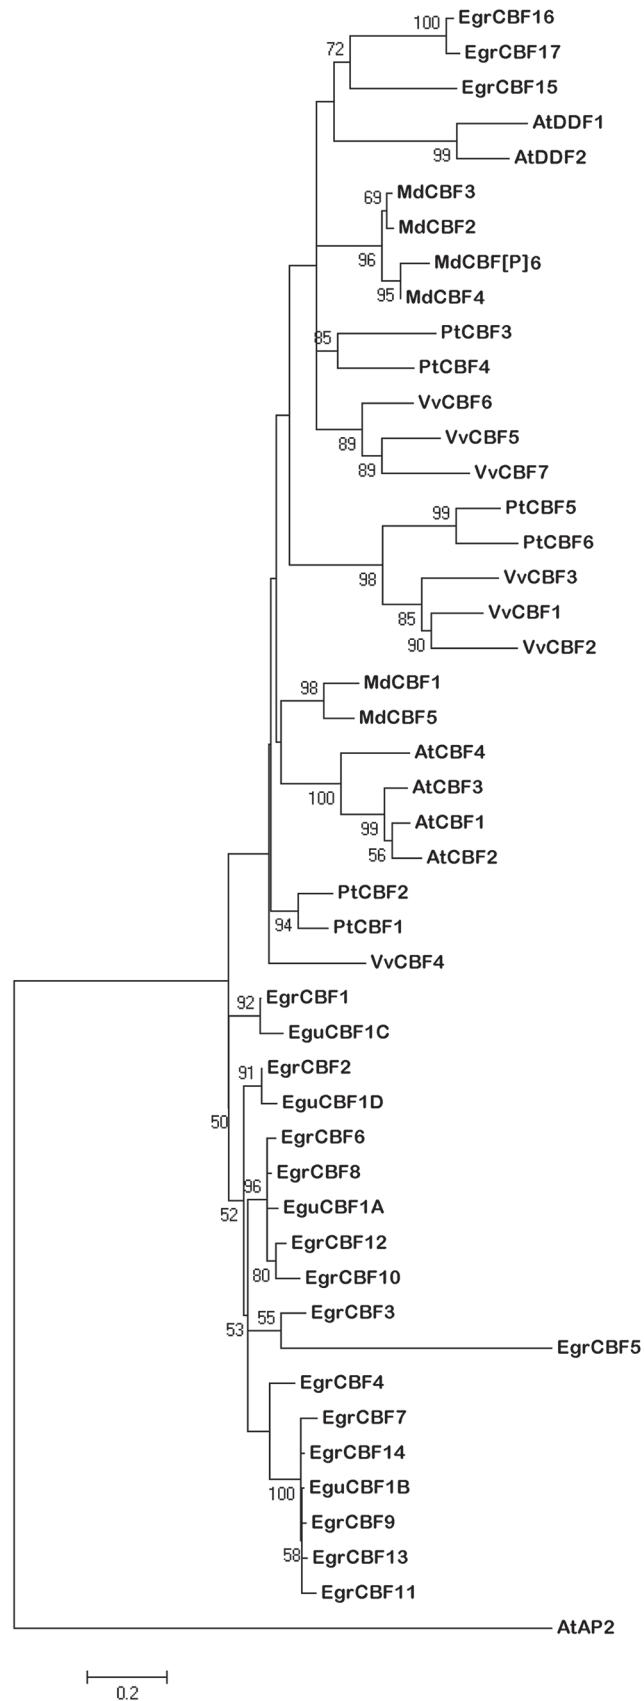 100
EgrCBF16
72
EgrCBF17
EgrCBF15
AtDDF1
99
AtDDF2
69
MdCBF3
MdCBF2
96
MdCBF[P]6
95
MdCBF4
85
PtCBF3
PtCBF4
VvCBF6
89
VvCBF5
89
VvCBF7
99
PtCBF5
PtCBF6
98
VvCBF3
85
VvCBF1
90
VvCBF2
98
MdCBF1
MdCBF5
AtCBF4
100
AtCBF3
99
AtCBF1
56
AtCBF2
PtCBF2
94
PtCBF1
VvCBF4
92
EgrCBF1
EguCBF1C
91
EgrCBF2
EguCBF1D
50
EgrCBF6
EgrCBF8
96
52
EguCBF1A
EgrCBF12
80
EgrCBF10
55
EgrCBF3
53
EgrCBF5
EgrCBF4
EgrCBF7
EgrCBF14
100
EguCBF1B
EgrCBF9
58
EgrCBF13
EgrCBF11
AtAP2
0.2